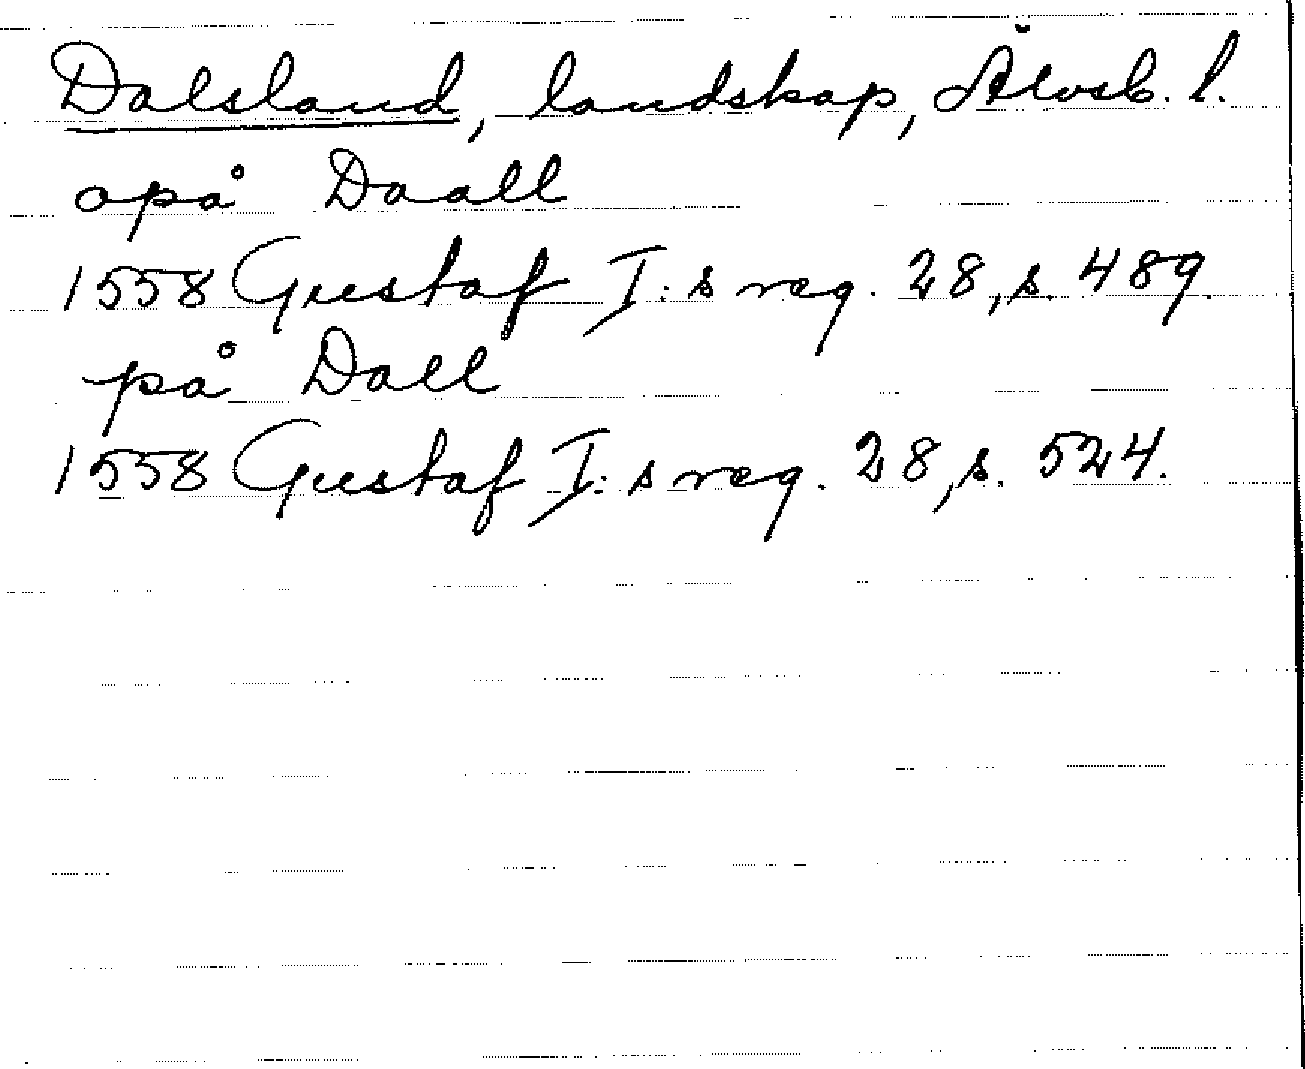 Dalsland, landskap, Älvsb. l.
opå Daall
1558 Gustaf I:s reg. 28, s. 489.
på Dall
1558 Gustaf I:s reg. 28, s. 524.